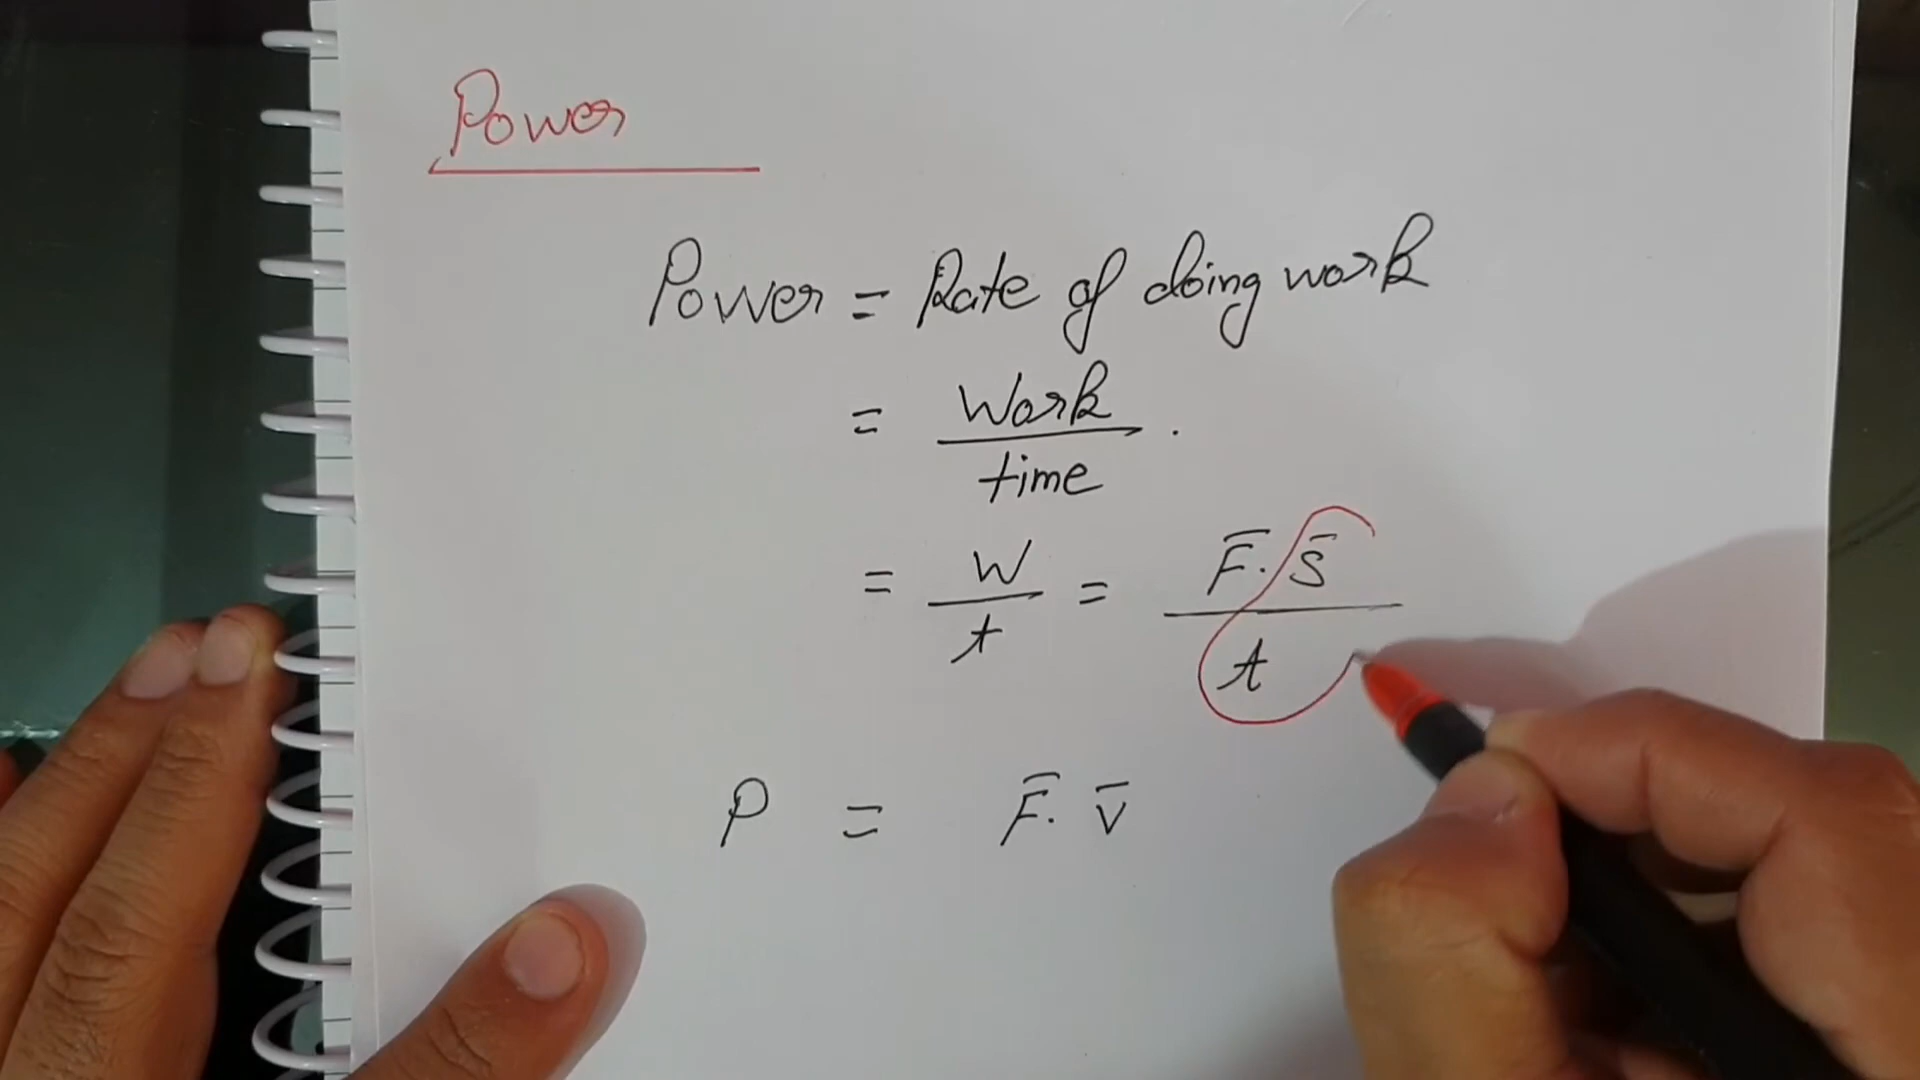 Power
Power = Rate of doing work
= Work / time .
= W / t = F̅. s̅ / t
P = F̅. v̅